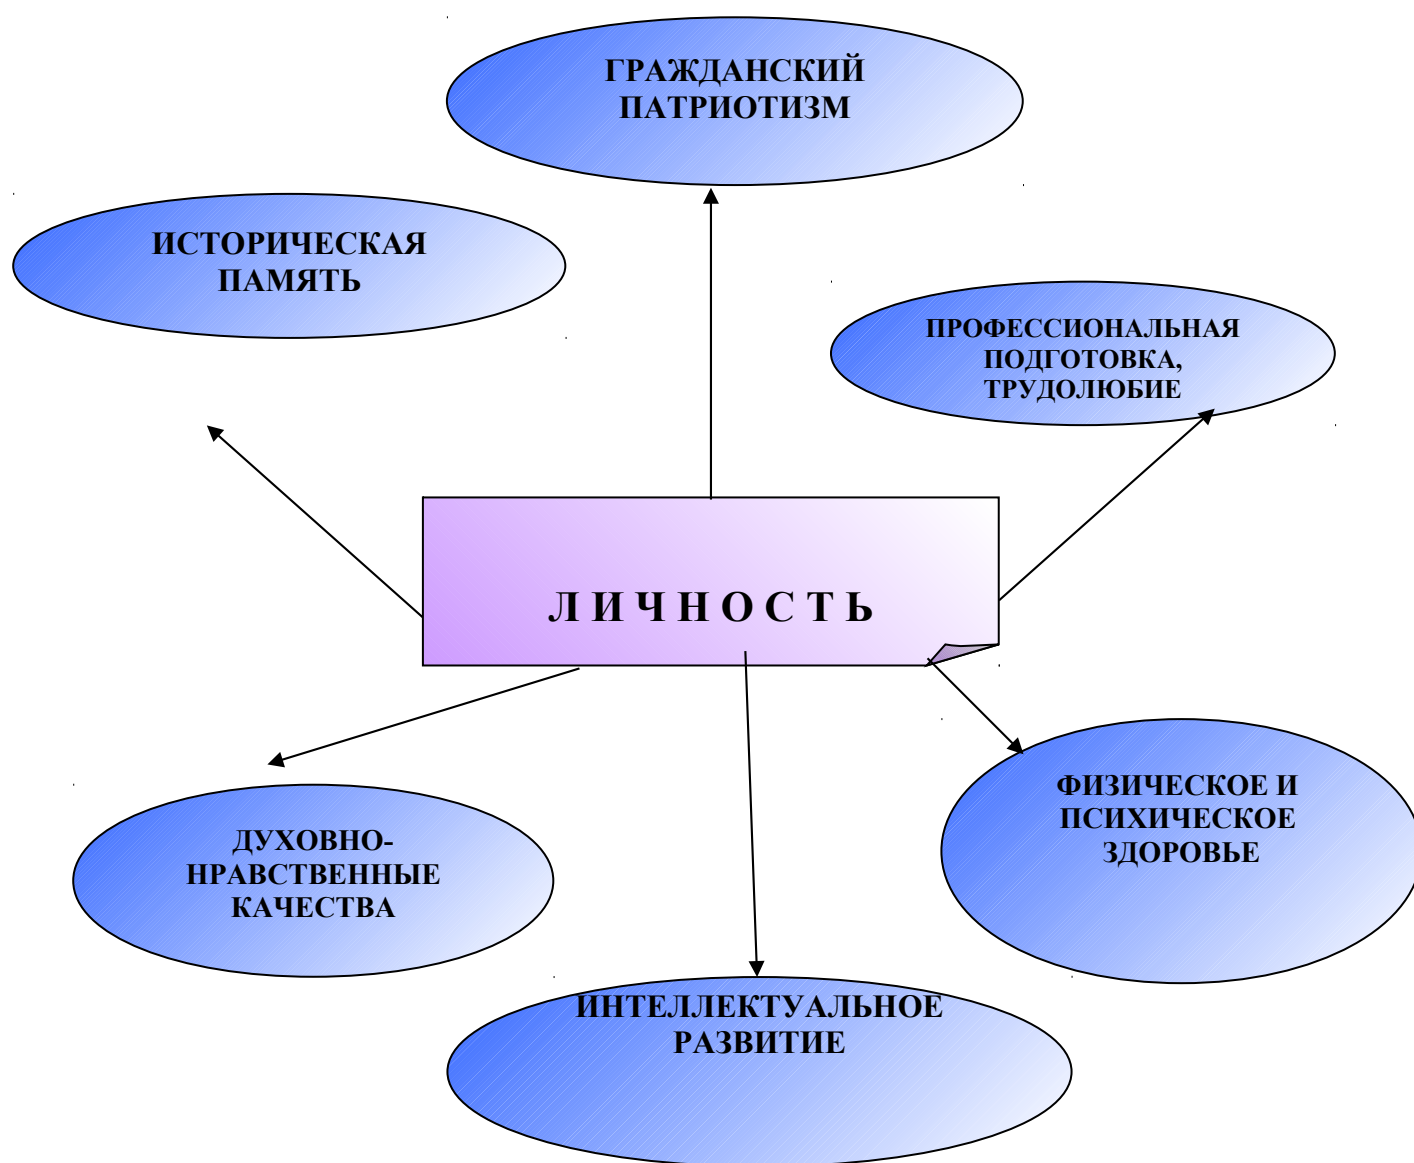 ГРАЖДАНСКИЙ
ПАТРИОТИЗМ
ИСТОРИЧЕСКАЯ
ПАМЯТЬ
ПРОФЕССИОНАЛЬНАЯ
ПОДГОТОВКА,
ТРУДОЛЮБИЕ
Л И Ч Н О С Т Ь
ФИЗИЧЕСКОЕ И
ПСИХИЧЕСКОЕ
ЗДОРОВЬЕ
ДУХОВНО-
НРАВСТВЕННЫЕ
КАЧЕСТВА
ИНТЕЛЛЕКТУАЛЬНОЕ
РАЗВИТИЕ